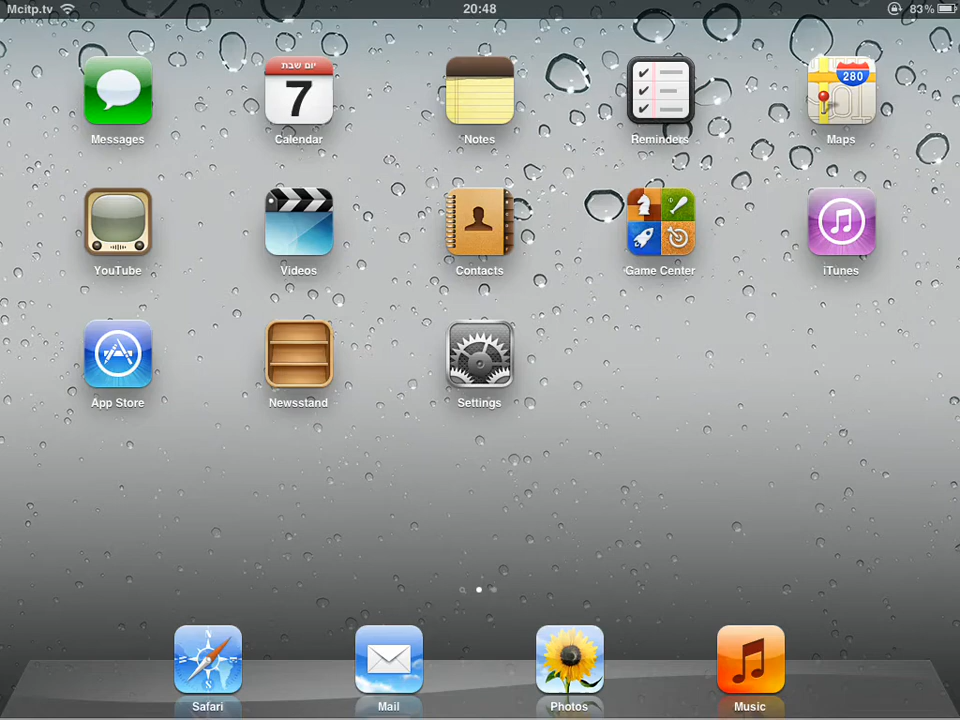 Mcitp.tv
20:48
83%
יום שבת
7
280
Messages
Calendar
Notes
Reminders
Maps
YouTube
Videos
Contacts
Game Center
iTunes
App Store
Newsstand
Settings
N
S
Safari
Mail
Photos
Music